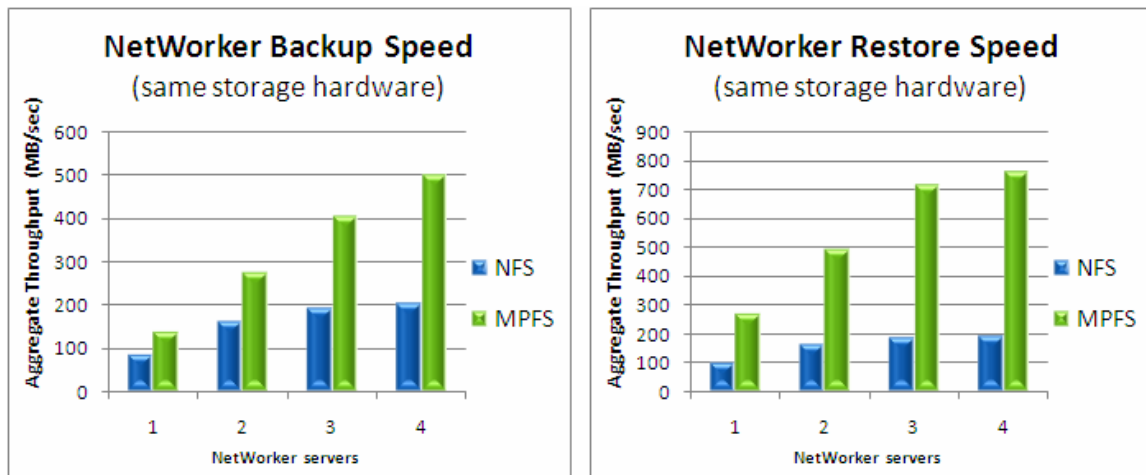 NetWorker Backup Speed
(same storage hardware)
Aggregate Throughput (MB/sec)
600
500
400
300
200
100
0
1 2 3 4
NetWorker servers
NFS
MPFS
NetWorker Restore Speed
(same storage hardware)
Aggregate Throughput (MB/sec)
900
800
700
600
500
400
300
200
100
0
1 2 3 4
NetWorker servers
NFS
MPFS